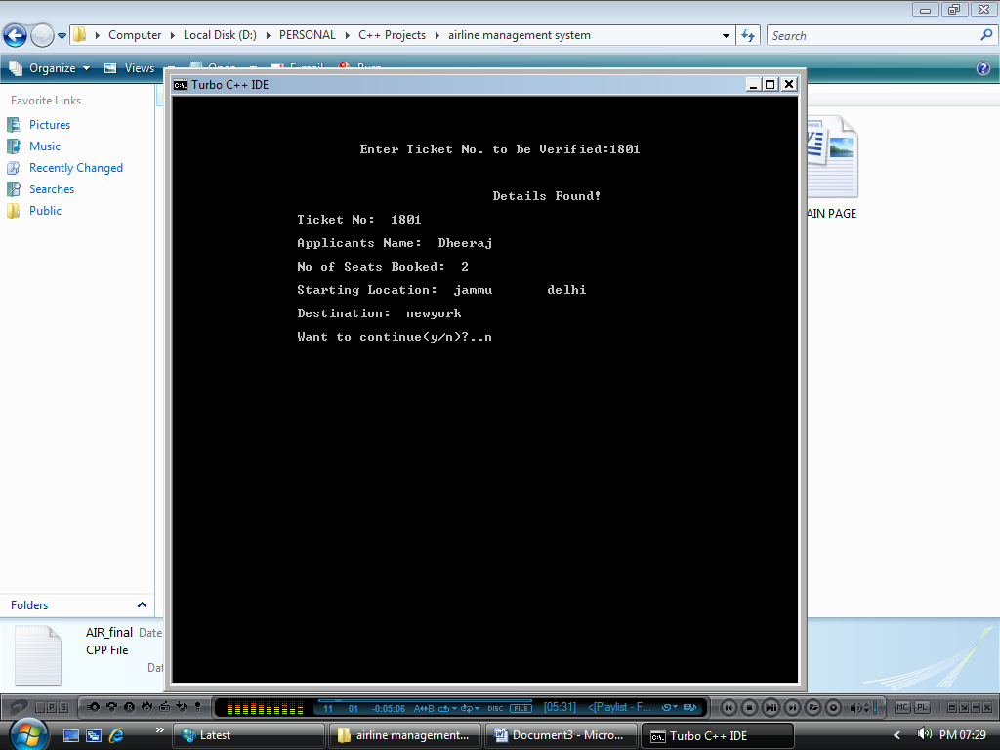 Computer Local Disk (D:) PERSONAL C++ Projects airline management system
Search
Organize Views Open E-mail Burn
Favorite Links
Pictures
Music
Recently Changed
Searches
Public
Turbo C++ IDE
Enter Ticket No. to be Verified:1801
Details Found!
Ticket No: 1801
Applicants Name: Dheeraj
No of Seats Booked: 2
Starting Location: jammu delhi
Destination: newyork
Want to continue(y/n)?..n
AIN PAGE
Folders
AIR_final Date
CPP File
Dat
P S
11 01 -0:05:06 A↔B DISC FILE [05:31] <[Playlist - F...
MC PL
» Latest airline management... Document3 - Micro... Turbo C++ IDE < PM 07:29